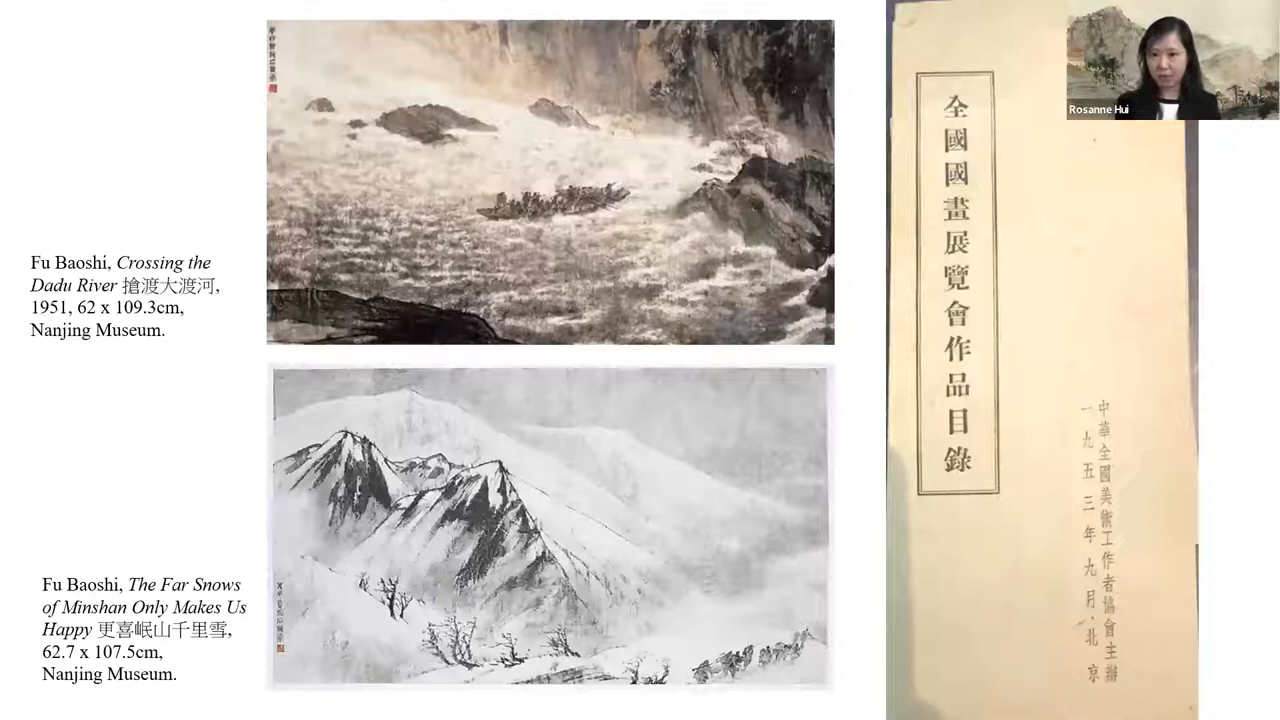 Fu Baoshi, Crossing the
Dadu River 搶渡大渡河,
1951, 62 x 109.3cm,
Nanjing Museum.
Fu Baoshi, The Far Snows
of Minshan Only Makes Us
Happy 更喜岷山千里雪,
62.7 x 107.5cm,
Nanjing Museum.
全國國畫展覽會作品目錄
中華全國美術工作者協會主辦
一九五三年九月·北京
Rosanne Hui